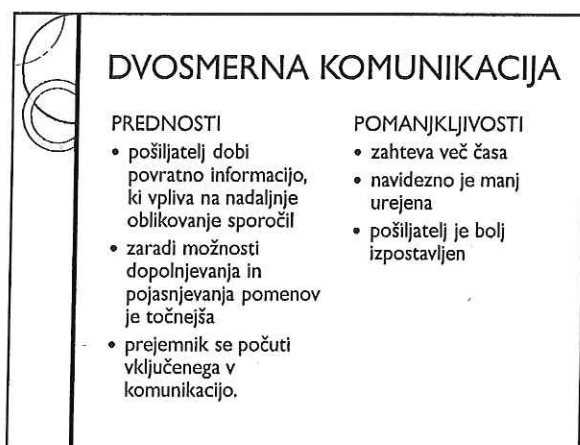 DVOSMERNA KOMUNIKACIJA
PREDNOSTI
• pošiljatelj dobi
povratno informacijo,
ki vpliva na nadaljnje
oblikovanje sporočil
• zaradi možnosti
dopolnjevanja in
pojasnjevanja pomenov
je točnejša
• prejemnik se počuti
vključenega v
komunikacijo.
POMANJKLJIVOSTI
• zahteva več časa
• navidezno je manj
urejena
• pošiljatelj je bolj
izpostavljen